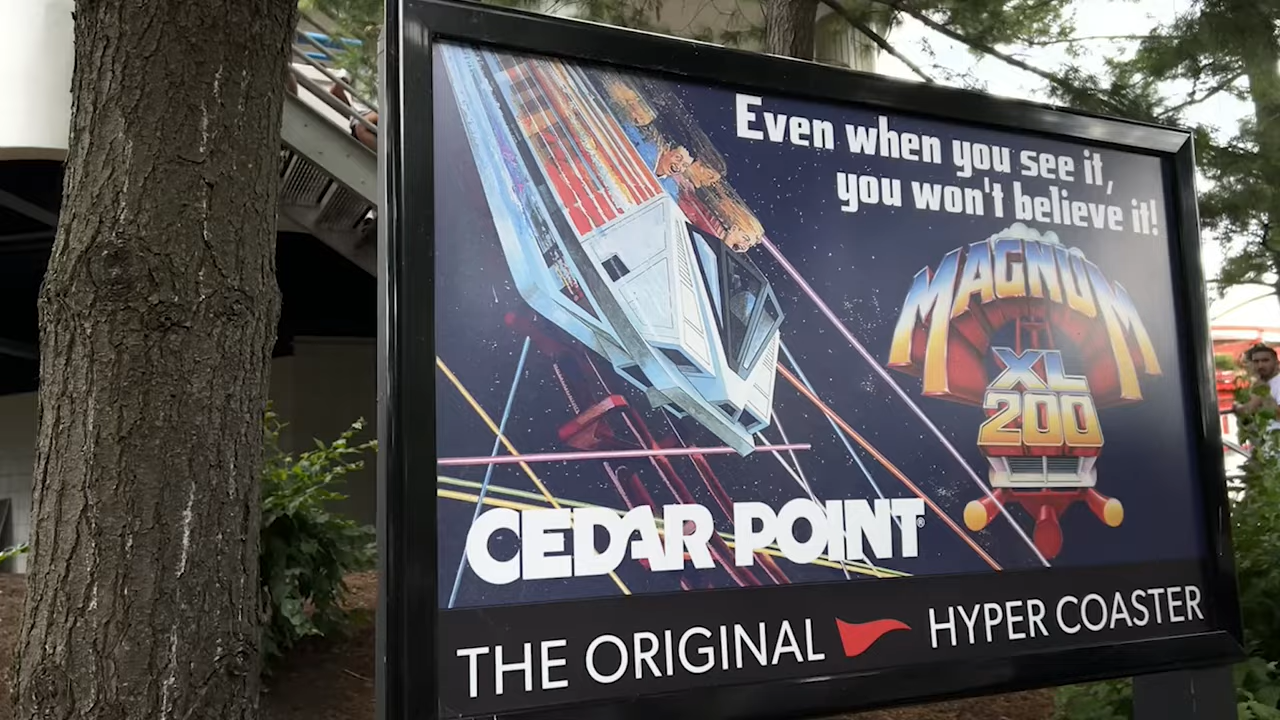 Even when you see it,
you won't believe it!
MAGNUM
XL
200
CEDAR POINT®
THE ORIGINAL HYPER COASTER